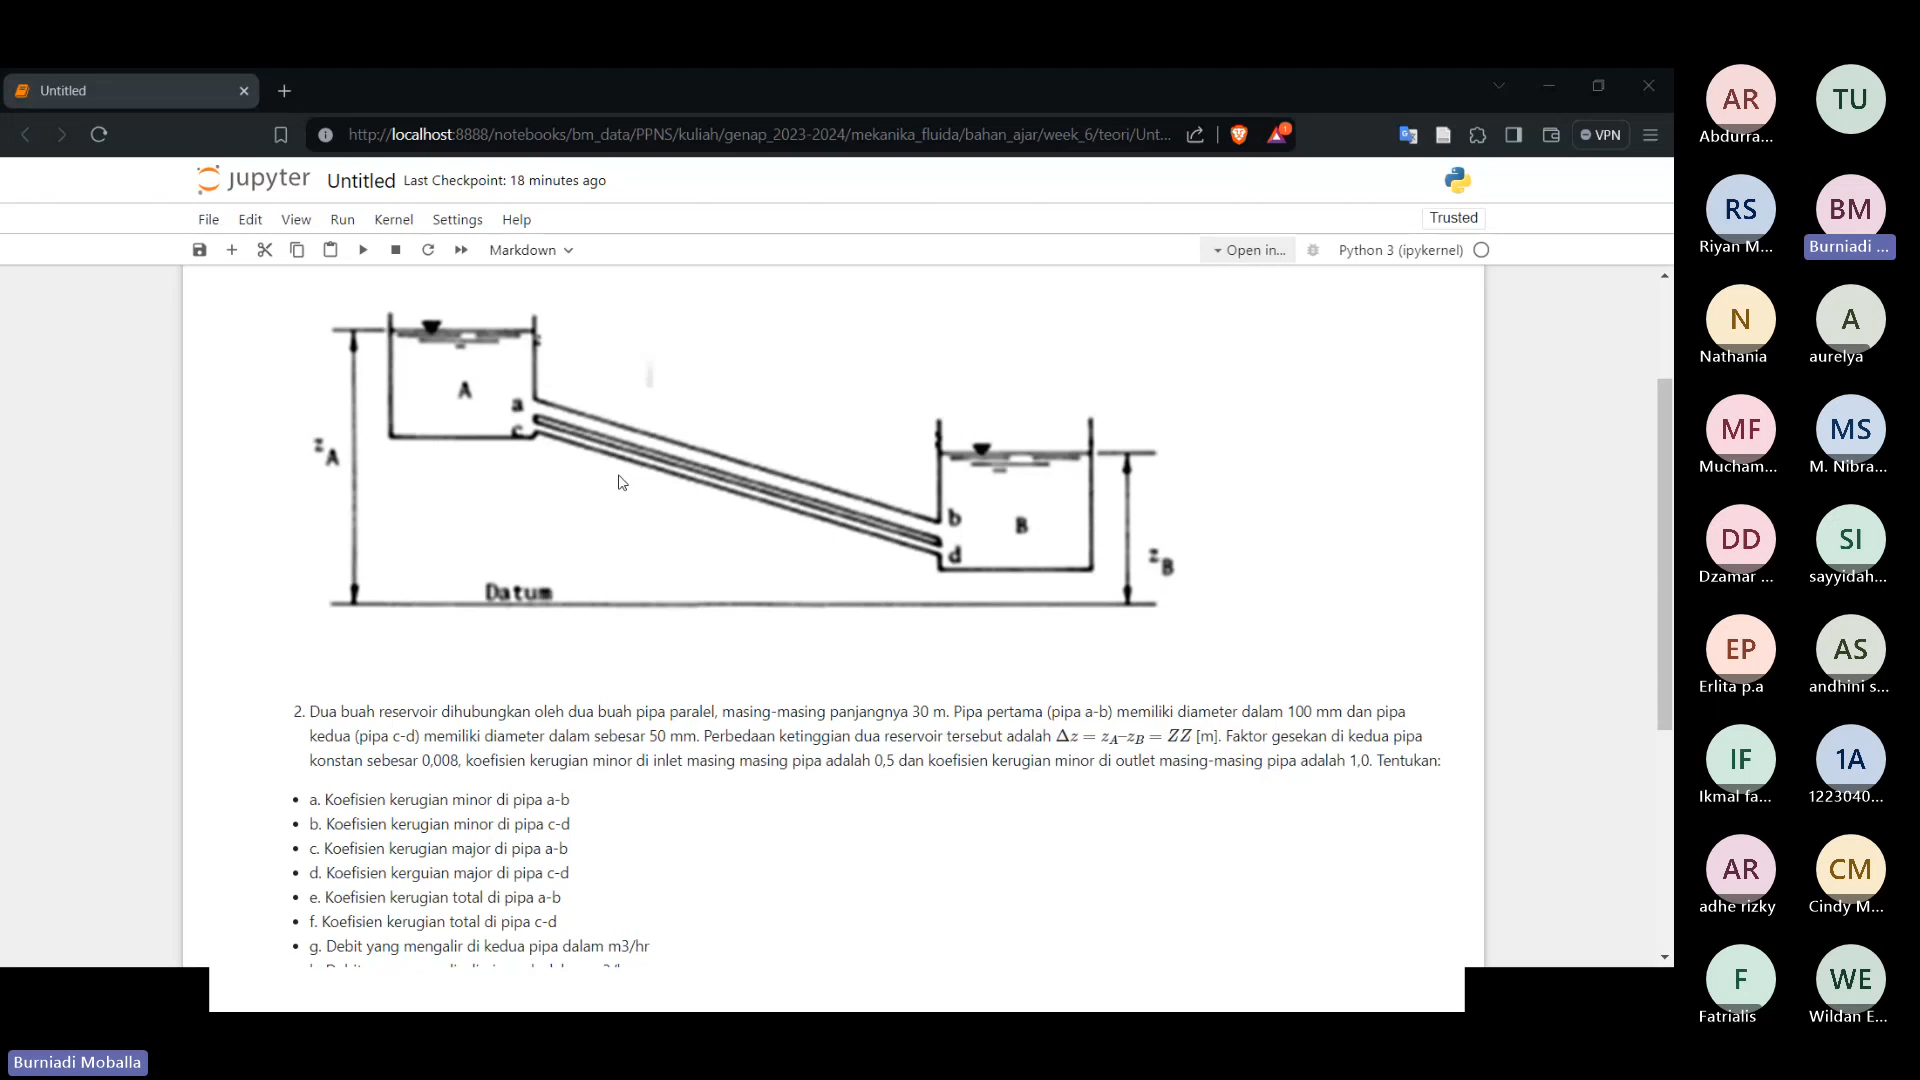 Untitled
http://localhost:8888/notebooks/bm_data/PPNS/kuliah/genap_2023-2024/mekanika_fluida/bahan_ajar/week_6/teori/Unt...
VPN
jupyter Untitled Last Checkpoint: 18 minutes ago
File Edit View Run Kernel Settings Help
Trusted
Markdown
Open in...
Python 3 (ipykernel)
A
a
c
z_A
b
B
d
z_B
Datum
2. Dua buah reservoir dihubungkan oleh dua buah pipa paralel, masing-masing panjangnya 30 m. Pipa pertama (pipa a-b) memiliki diameter dalam 100 mm dan pipa
kedua (pipa c-d) memiliki diameter dalam sebesar 50 mm. Perbedaan ketinggian dua reservoir tersebut adalah Δz = z_A–z_B = ZZ [m]. Faktor gesekan di kedua pipa
konstan sebesar 0,008, koefisien kerugian minor di inlet masing masing pipa adalah 0,5 dan koefisien kerugian minor di outlet masing-masing pipa adalah 1,0. Tentukan:
• a. Koefisien kerugian minor di pipa a-b
• b. Koefisien kerugian minor di pipa c-d
• c. Koefisien kerugian major di pipa a-b
• d. Koefisien kerguian major di pipa c-d
• e. Koefisien kerugian total di pipa a-b
• f. Koefisien kerugian total di pipa c-d
• g. Debit yang mengalir di kedua pipa dalam m3/hr
AR
Abdurra...
TU
RS
Riyan M...
BM
Burniadi ...
N
Nathania
A
aurelya
MF
Mucham...
MS
M. Nibra...
DD
Dzamar ...
SI
sayyidah...
EP
Erlita p.a
AS
andhini s...
IF
Ikmal fa...
1A
1223040...
AR
adhe rizky
CM
Cindy M...
F
Fatrialis
WE
Wildan E...
Burniadi Moballa